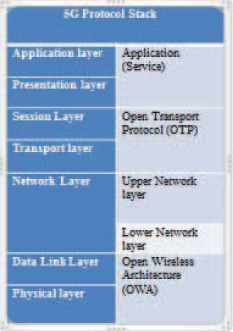 5G Protocol Stack
Application layer
Application
(Service)
Presentation layer
Session Layer
Open Transport
Protocol (OTP)
Transport layer
Network Layer
Upper Network
layer
Lower Network
layer
Data Link Layer
Open Wireless
Architecture
(OWA)
Physical layer